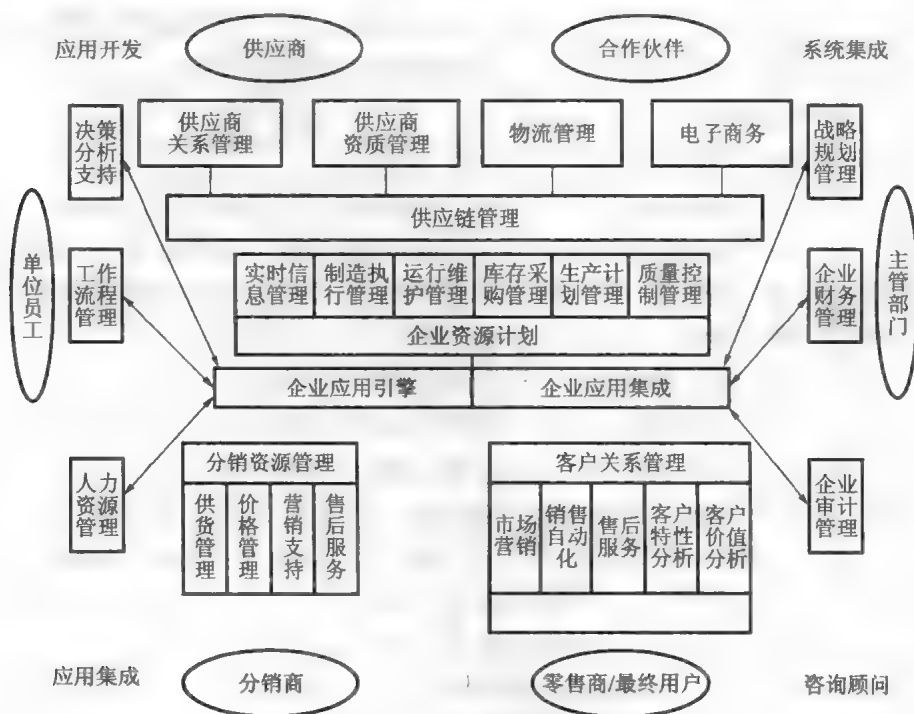 应用开发
供应商
合作伙伴
系统集成
决策
分析
支持
供应商
关系管理
供应商
资质管理
物流管理
电子商务
战略
规划
管理
供应链管理
单位员工
工作
流程
管理
实时信
息管理
制造执
行管理
运行维
护管理
库存采
购管理
生产计
划管理
质量控
制管理
企业
财务
管理
主管部门
企业资源计划
企业应用引擎
企业应用集成
人力
资源
管理
分销资源管理
供货管理
价格管理
营销支持
售后服务
客户关系管理
市场
营销
销售
自动
化
售后
服务
客户
特性
分析
客户
价值
分析
企业
审计
管理
应用集成
分销商
零售商/最终用户
咨询顾问